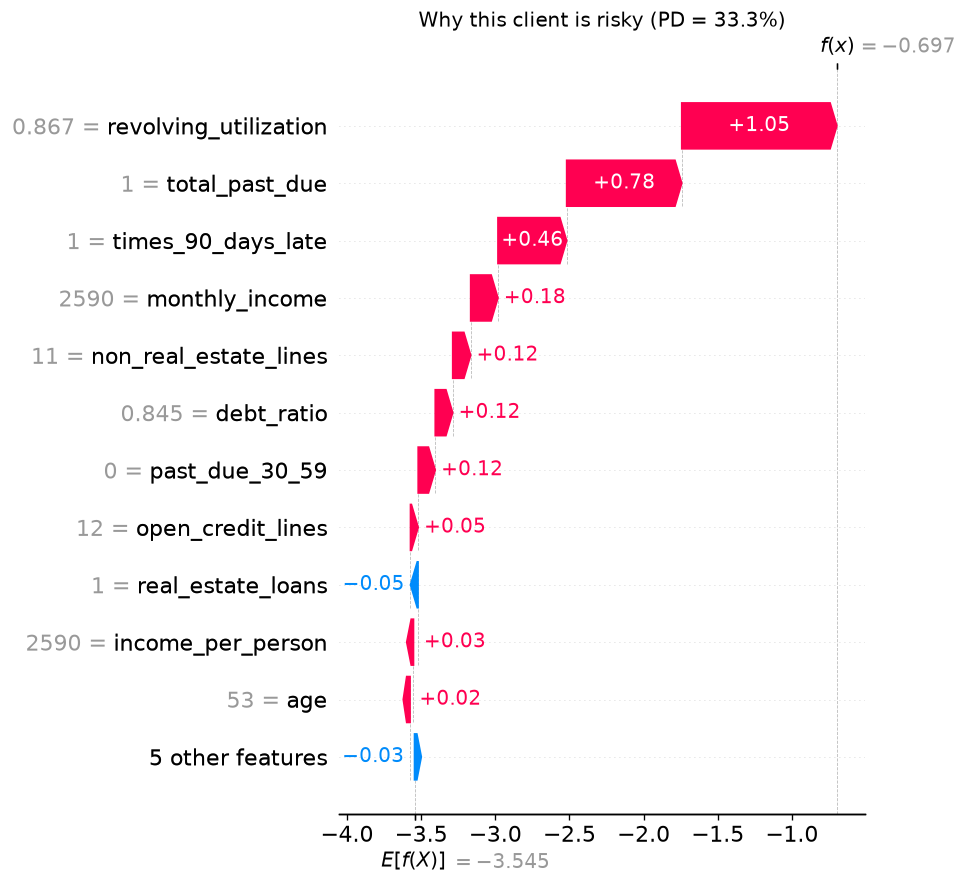 Why this client is risky (PD = 33.3%)
f(x) = −0.697
0.867 = revolving_utilization +1.05
1 = total_past_due +0.78
1 = times_90_days_late +0.46
2590 = monthly_income +0.18
11 = non_real_estate_lines +0.12
0.845 = debt_ratio +0.12
0 = past_due_30_59 +0.12
12 = open_credit_lines +0.05
1 = real_estate_loans −0.05
2590 = income_per_person +0.03
53 = age +0.02
5 other features −0.03
−4.0 −3.5 −3.0 −2.5 −2.0 −1.5 −1.0
E[f(X)] = −3.545